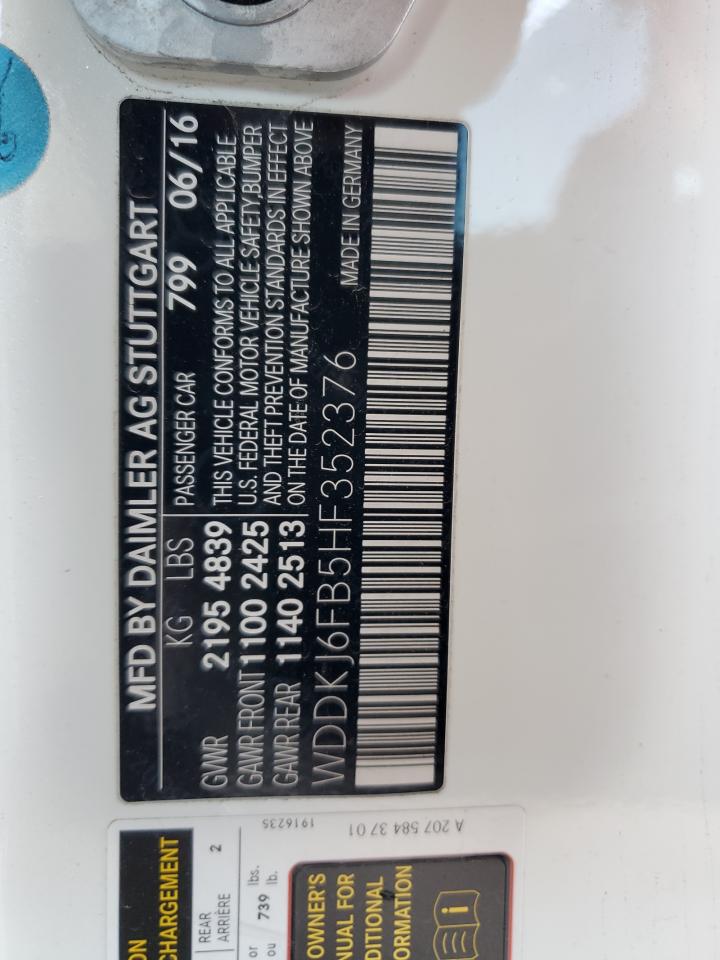 MFD BY DAIMLER AG STUTTGART
KG LBS PASSENGER CAR 799 06/16
GVWR 2195 4839 THIS VEHICLE CONFORMS TO ALL APPLICABLE
GAWR FRONT 1100 2425 U.S. FEDERAL MOTOR VEHICLE SAFETY, BUMPER
GAWR REAR 1140 2513 AND THEFT PREVENTION STANDARDS IN EFFECT
ON THE DATE OF MANUFACTURE SHOWN ABOVE
WDDKJ6FB5HF352376 MADE IN GERMANY
ON
CHARGEMENT
REAR 2
ARRIÈRE
or 739 lbs.
ou lb.
OWNER'S
NUAL FOR
DITIONAL
ORMATION
i
1916235
A 207 584 37 01